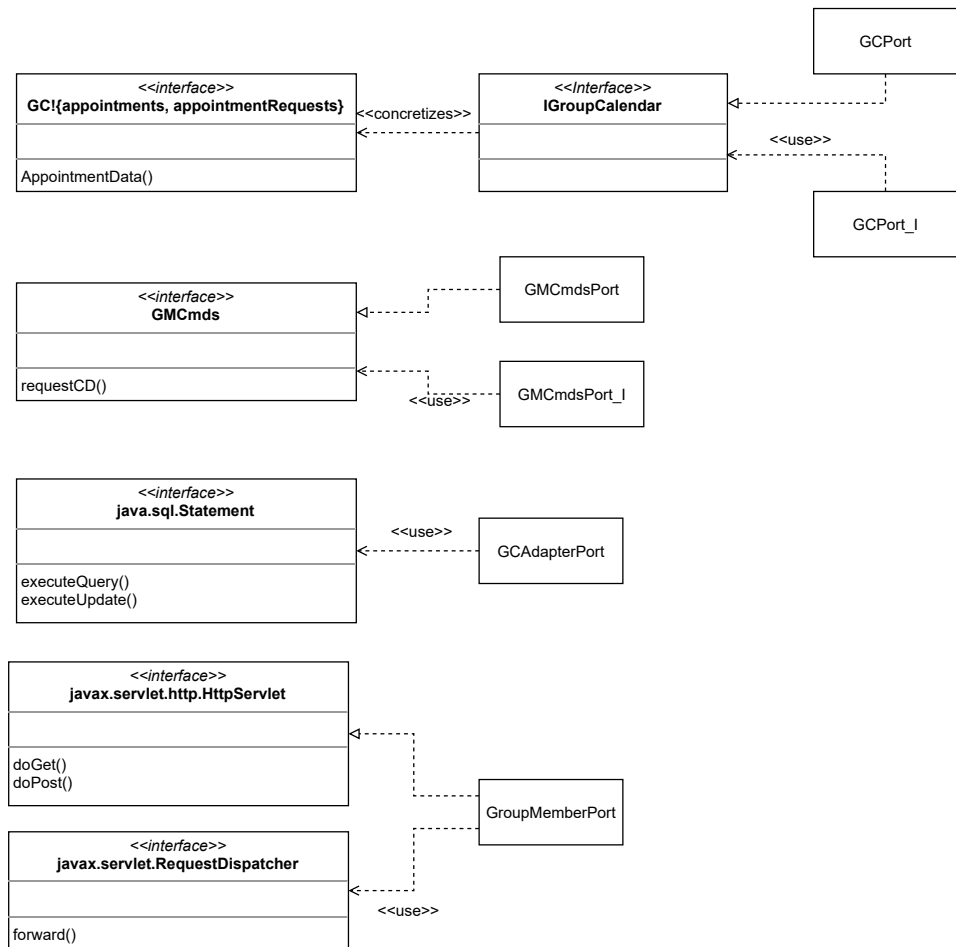 GCPort
<<interface>>
GC!{appointments, appointmentRequests}
AppointmentData()
<<concretizes>>
<<Interface>>
IGroupCalendar
<<use>>
GCPort_I
<<interface>>
GMCmds
requestCD()
GMCmdsPort
<<use>>
GMCmdsPort_I
<<interface>>
java.sql.Statement
executeQuery()
executeUpdate()
<<use>>
GCAdapterPort
<<interface>>
javax.servlet.http.HttpServlet
doGet()
doPost()
GroupMemberPort
<<interface>>
javax.servlet.RequestDispatcher
forward()
<<use>>